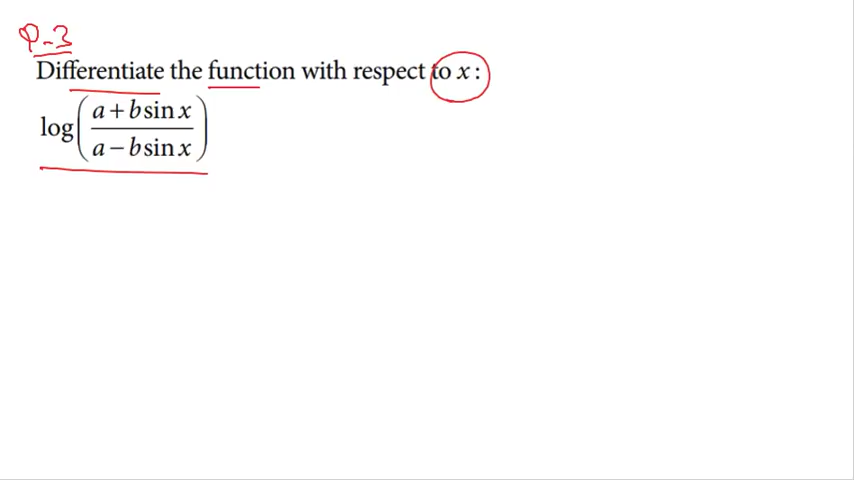 Q-3
Differentiate the function with respect to x :
log( (a + b sin x) / (a − b sin x) )